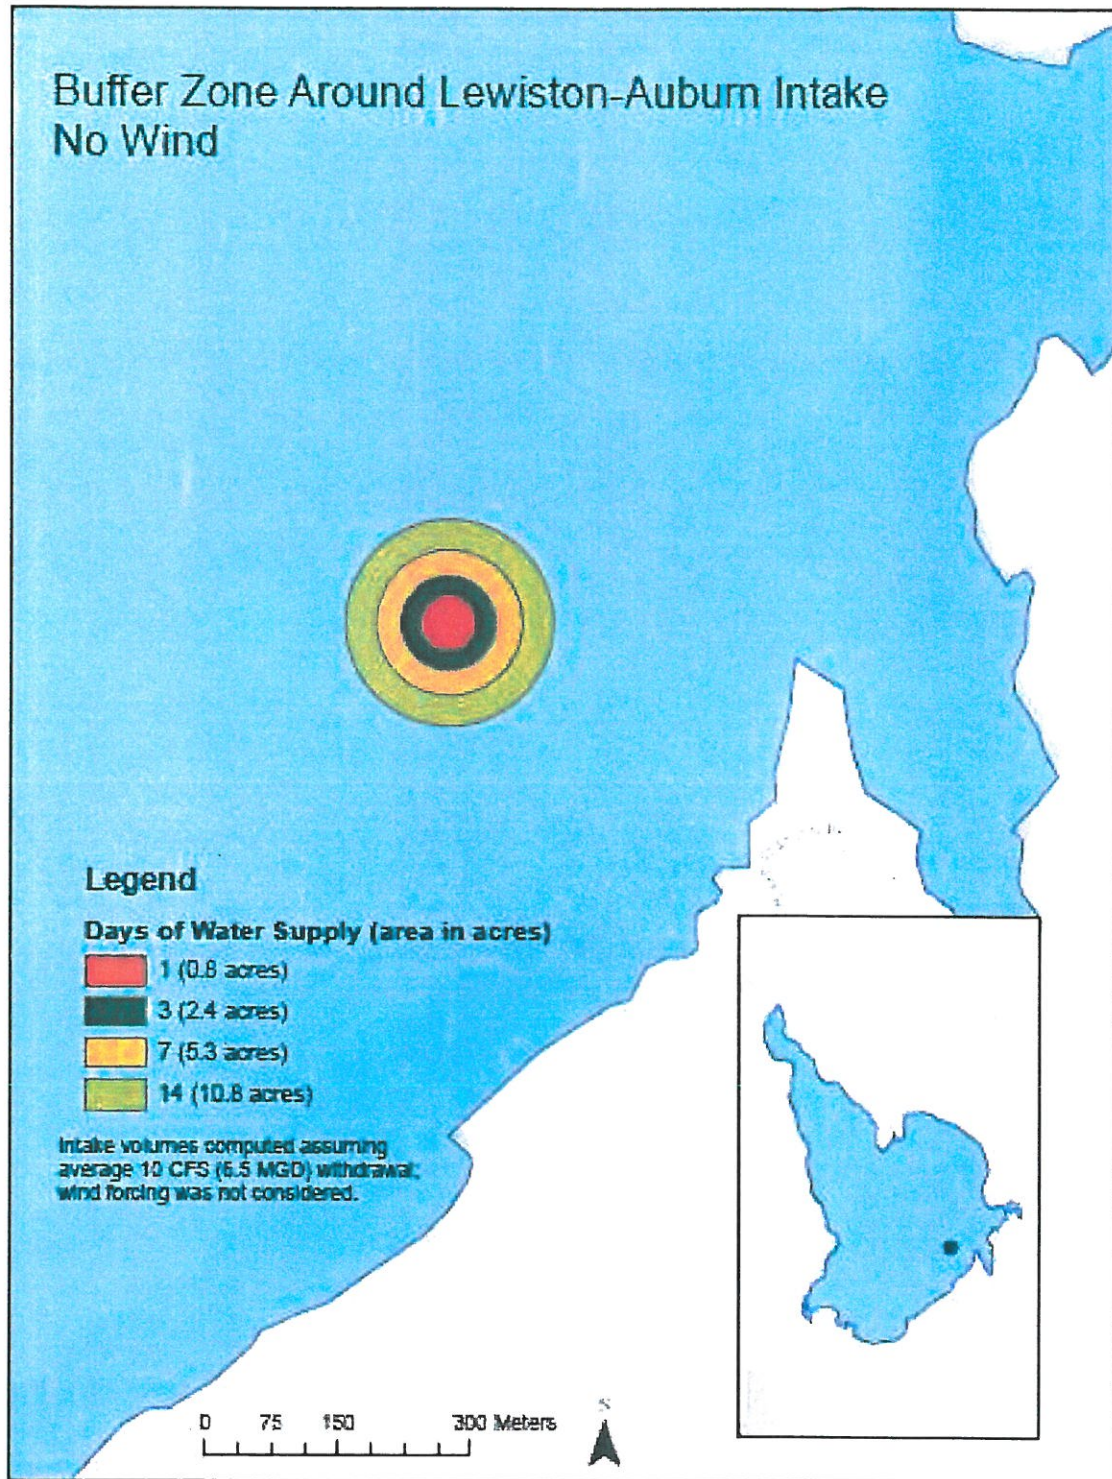 Buffer Zone Around Lewiston-Auburn Intake
No Wind
Legend
Days of Water Supply (area in acres)
1 (0.8 acres)
3 (2.4 acres)
7 (5.3 acres)
14 (10.8 acres)
Intake volumes computed assuming
average 10 CFS (6.5 MGD) withdrawal;
wind forcing was not considered.
0 75 150 300 Meters